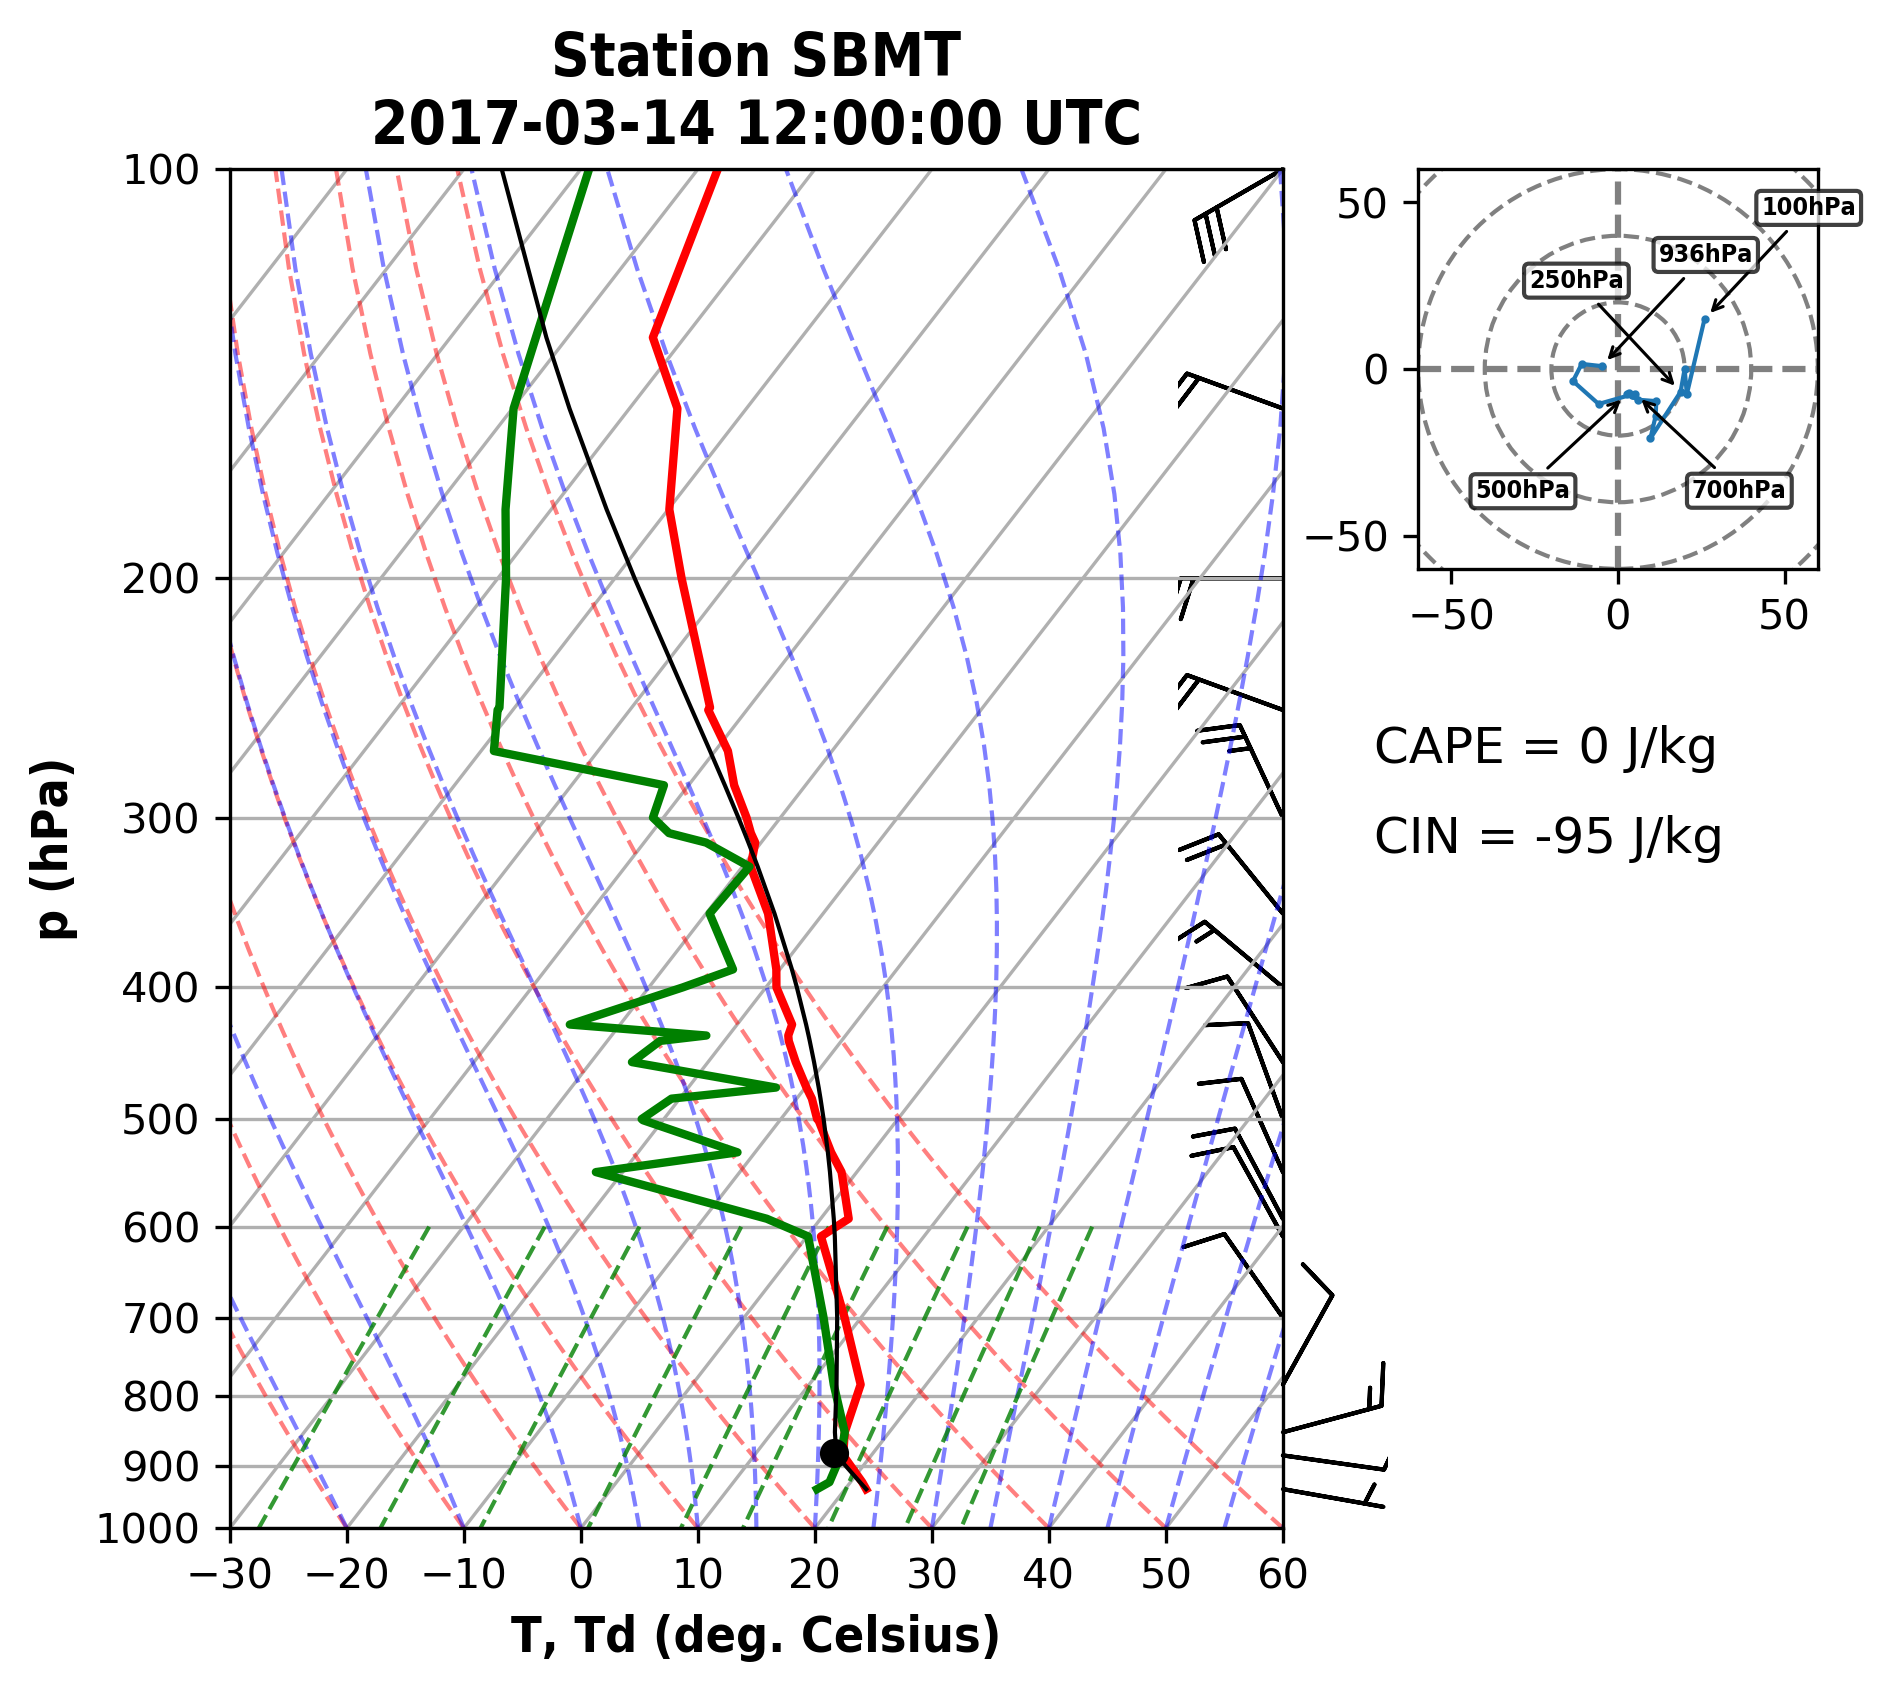 Station SBMT
2017-03-14 12:00:00 UTC
100
200
300
400
500
600
700
800
900
1000
p (hPa)
−30
−20
−10
0
10
20
30
40
50
60
T, Td (deg. Celsius)
50
0
−50
−50
0
50
100hPa
936hPa
250hPa
500hPa
700hPa
CAPE = 0 J/kg
CIN = -95 J/kg